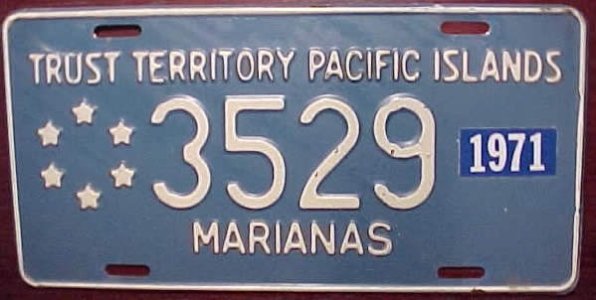 TRUST TERRITORY PACIFIC ISLANDS
3529 1971
MARIANAS